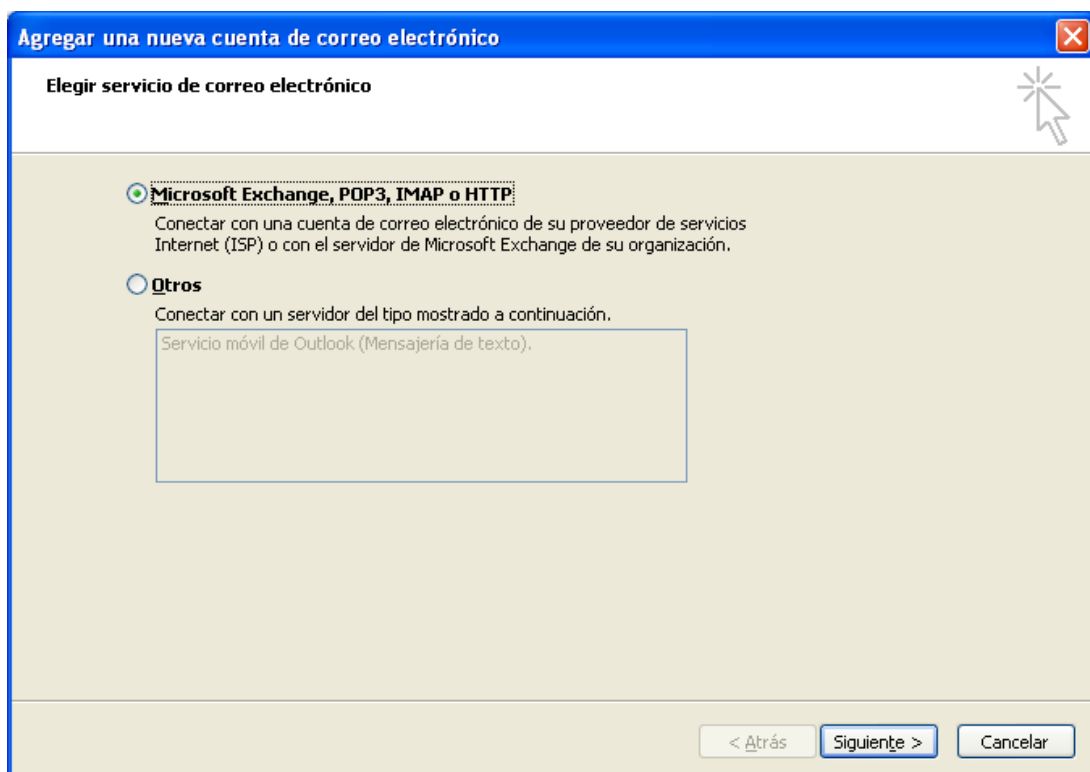 Agregar una nueva cuenta de correo electrónico
Elegir servicio de correo electrónico
Microsoft Exchange, POP3, IMAP o HTTP
Conectar con una cuenta de correo electrónico de su proveedor de servicios
Internet (ISP) o con el servidor de Microsoft Exchange de su organización.
Otros
Conectar con un servidor del tipo mostrado a continuación.
Servicio móvil de Outlook (Mensajería de texto).
< Atrás
Siguiente >
Cancelar